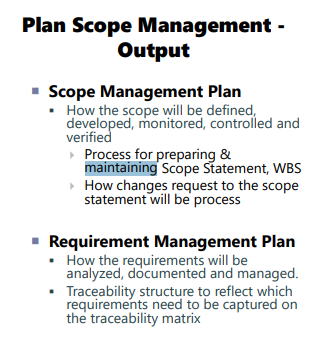 Plan Scope Management -
Output
Scope Management Plan
How the scope will be defined,
developed, monitored, controlled and
verified
Process for preparing &
maintaining Scope Statement, WBS
How changes request to the scope
statement will be process
Requirement Management Plan
How the requirements will be
analyzed, documented and managed.
Traceability structure to reflect which
requirements need to be captured on
the traceability matrix